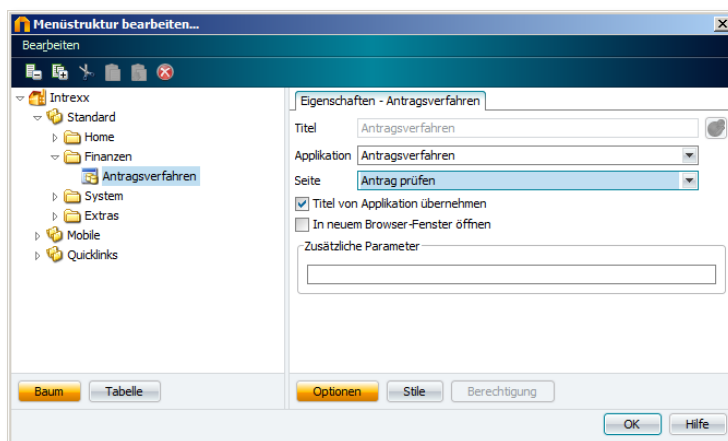 Menüstruktur bearbeiten...
Bearbeiten
Intrexx
Standard
Home
Finanzen
Antragsverfahren
System
Extras
Mobile
Quicklinks
Eigenschaften - Antragsverfahren
Titel Antragsverfahren
Applikation Antragsverfahren
Seite Antrag prüfen
Titel von Applikation übernehmen
In neuem Browser-Fenster öffnen
Zusätzliche Parameter
Baum Tabelle Optionen Stile Berechtigung
OK Hilfe